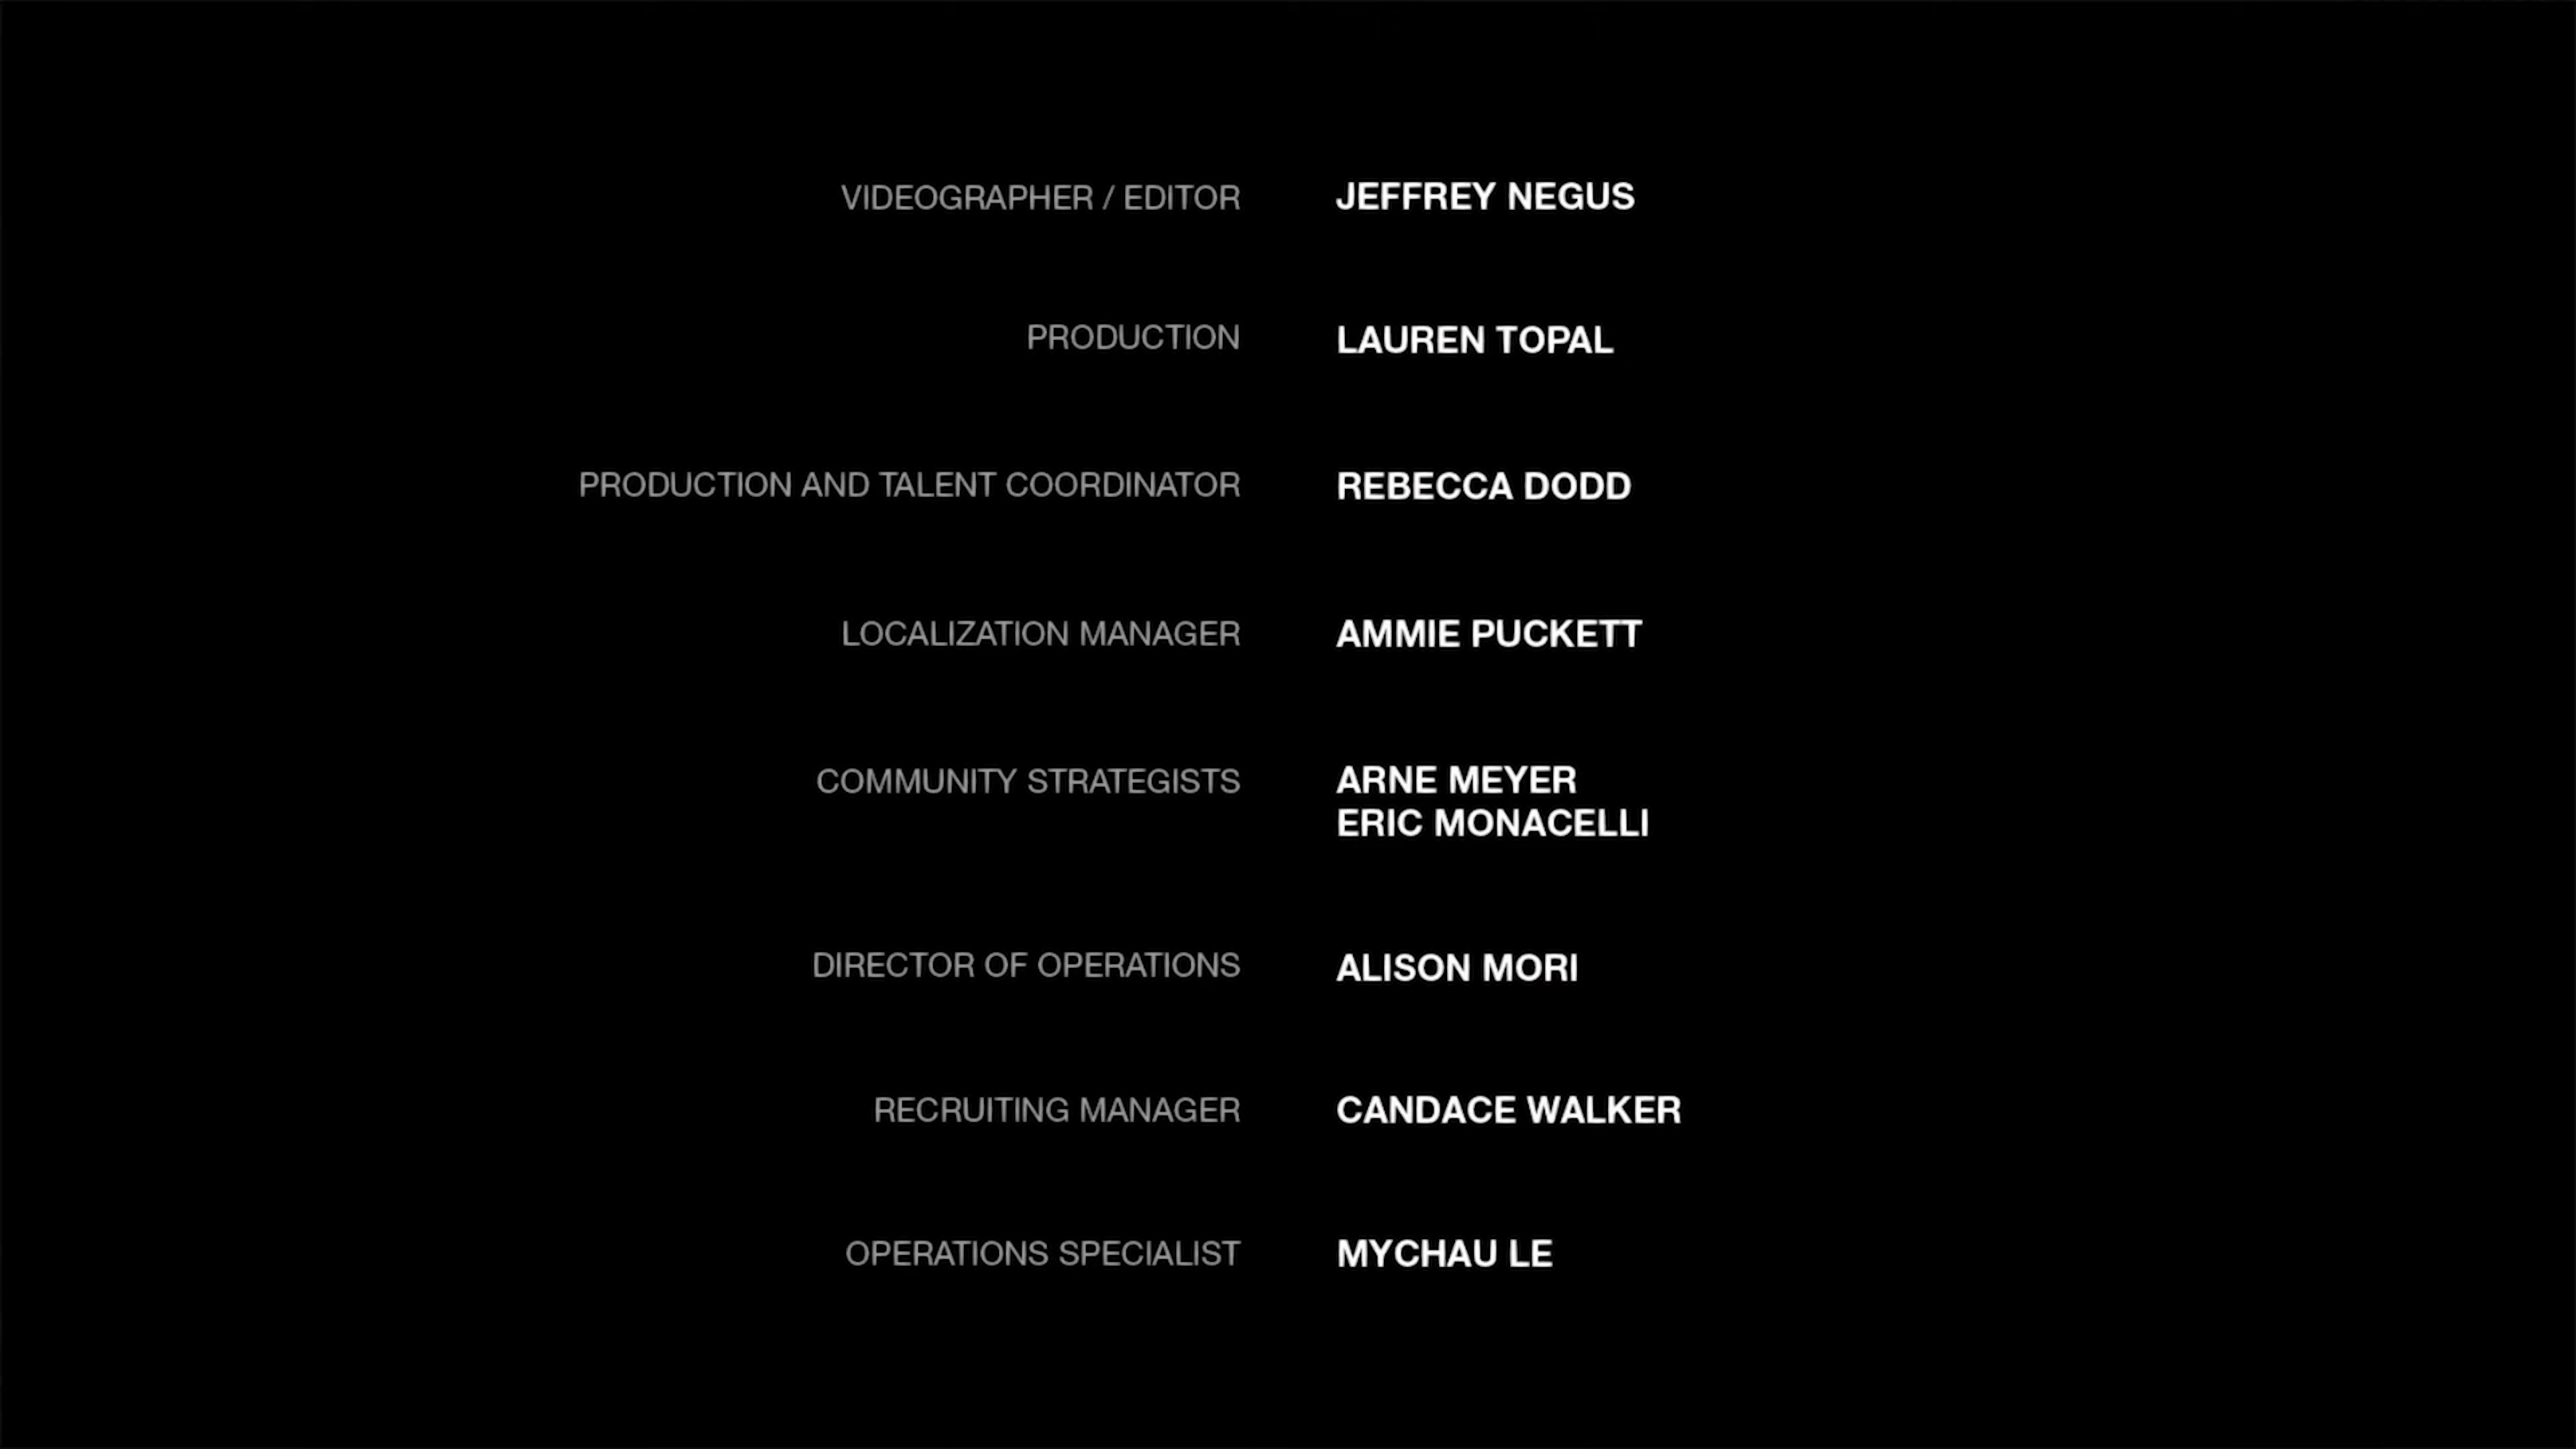 VIDEOGRAPHER / EDITOR JEFFREY NEGUS
PRODUCTION LAUREN TOPAL
PRODUCTION AND TALENT COORDINATOR REBECCA DODD
LOCALIZATION MANAGER AMMIE PUCKETT
COMMUNITY STRATEGISTS ARNE MEYER
ERIC MONACELLI
DIRECTOR OF OPERATIONS ALISON MORI
RECRUITING MANAGER CANDACE WALKER
OPERATIONS SPECIALIST MYCHAU LE